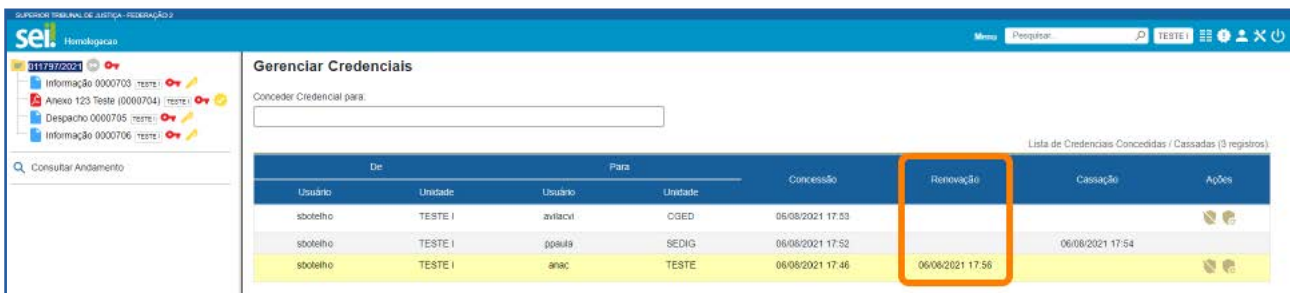 SUPERIOR TRIBUNAL DE JUSTIÇA - FEDERAÇÃO 2
sei. Homologacao
Menu Pesquisar... TESTE I
011797/2021
Informação 0000703 TESTE I
Anexo 123 Teste (0000704) TESTE I
Despacho 0000705 TESTE I
Informação 0000706 TESTE I
Consultar Andamento
Gerenciar Credenciais
Conceder Credencial para:
Lista de Credenciais Concedidas / Cassadas (3 registros):
De Para Concessão Renovação Cassação Ações
Usuário Unidade Usuário Unidade
sbotelho TESTE I avilacvl CGED 06/08/2021 17:53
sbotelho TESTE I ppaula SEDIG 06/08/2021 17:52 06/08/2021 17:54
sbotelho TESTE I anac TESTE 06/08/2021 17:46 06/08/2021 17:56